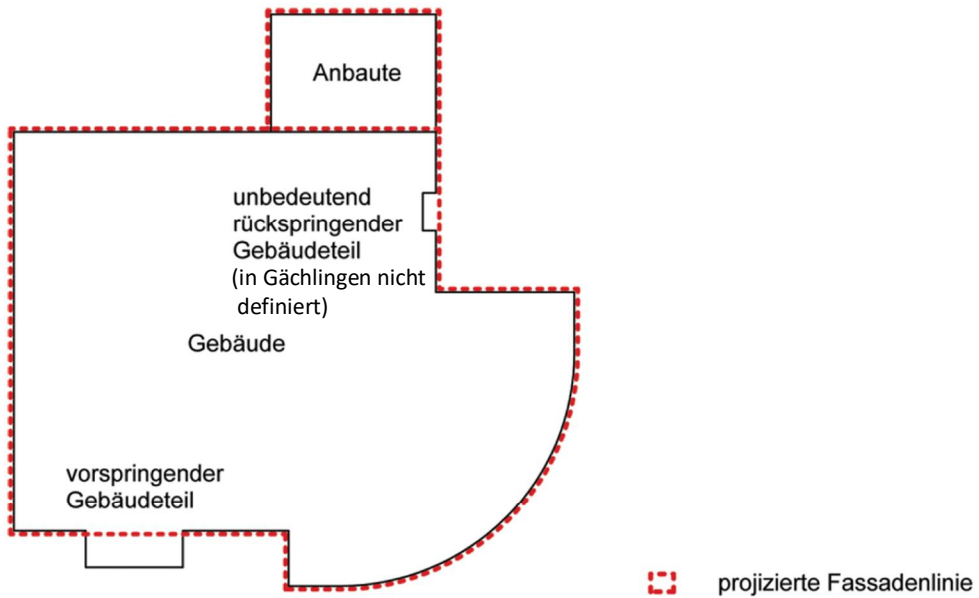 Anbaute
unbedeutend
rückspringender
Gebäudeteil
(in Gächlingen nicht
definiert)
Gebäude
vorspringender
Gebäudeteil
projizierte Fassadenlinie